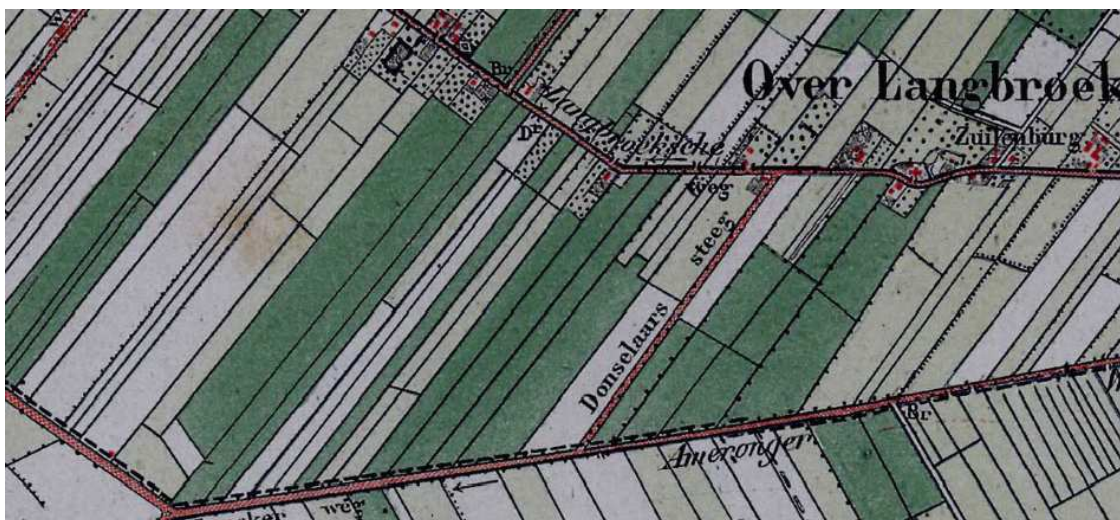 Br
Over Langbroek
Langbroeksche
Zuilenburg
Dr.
weg
steeg
Donselaars
Br
Ameronger
weg